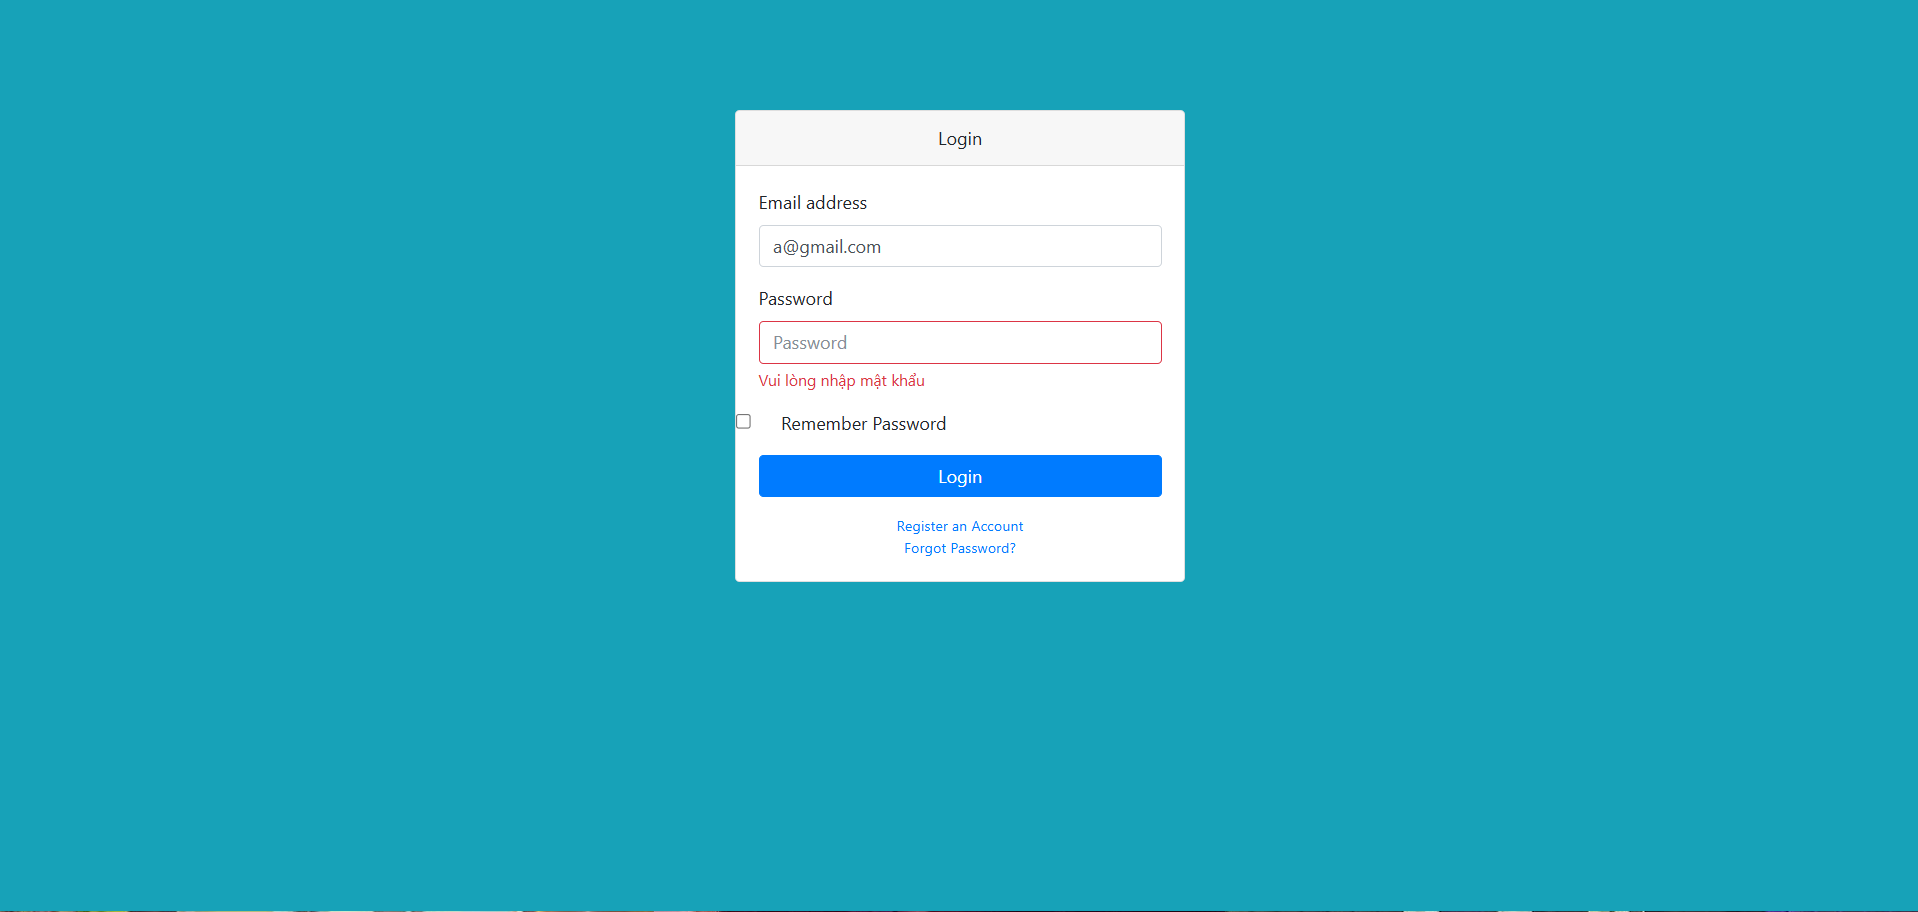 Login
Email address
a@gmail.com
Password
Password
Vui lòng nhập mật khẩu
Remember Password
Login
Register an Account
Forgot Password?